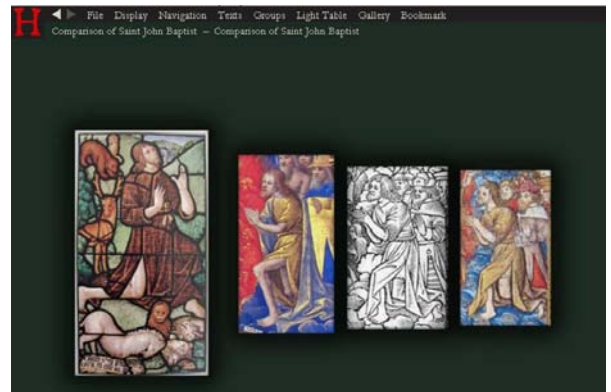 H
File Display Navigation Texts Groups Light Table Gallery Bookmark
Comparison of Saint John Baptist – Comparison of Saint John Baptist